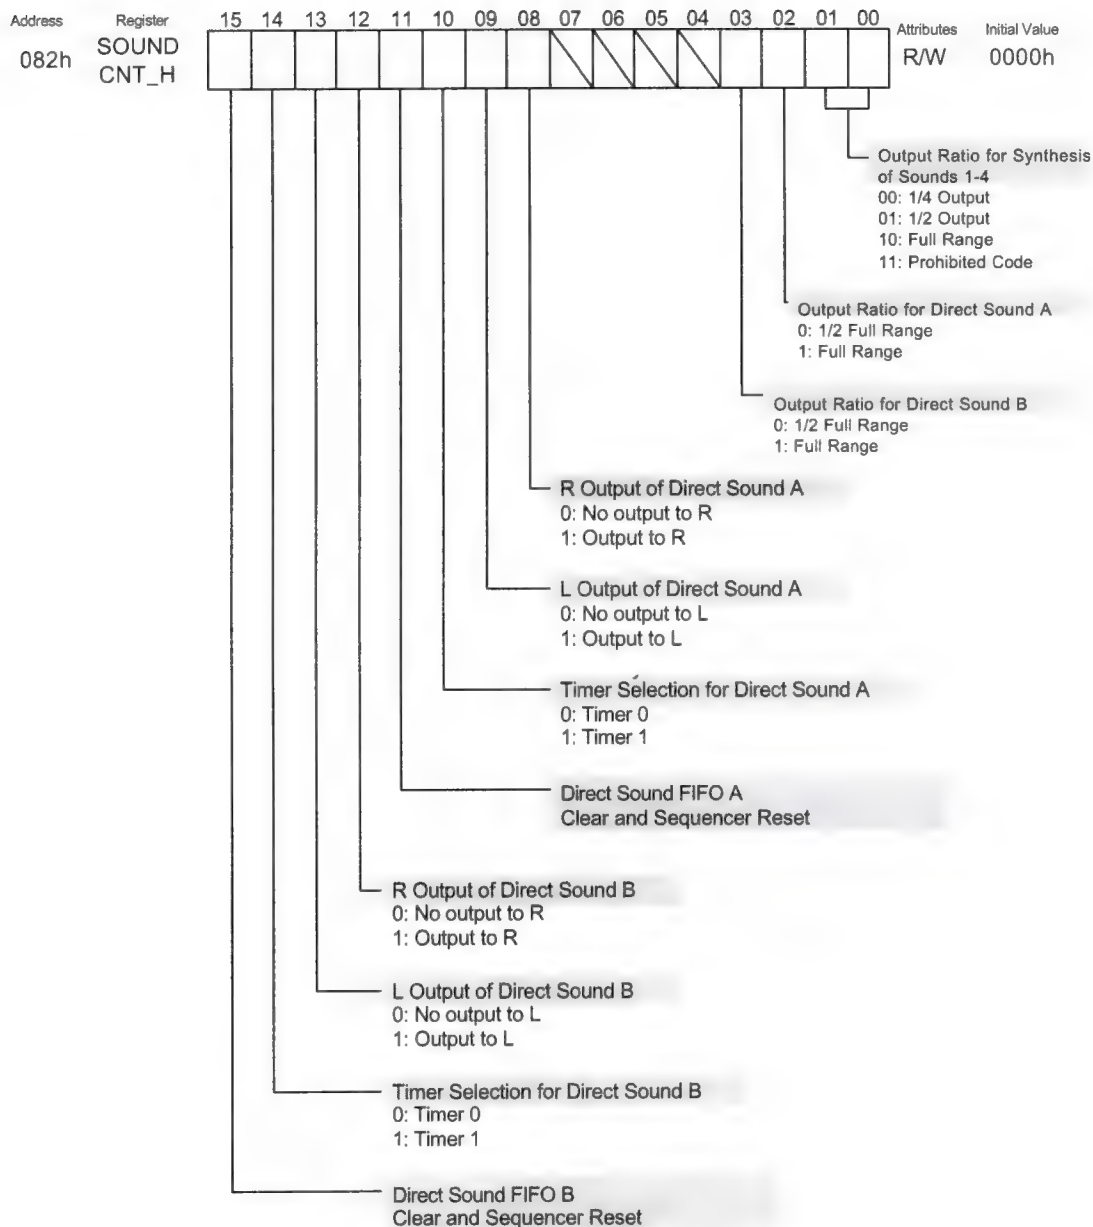 Address Register 15 14 13 12 11 10 09 08 07 06 05 04 03 02 01 00 Attributes Initial Value
082h SOUND CNT_H R/W 0000h
Output Ratio for Synthesis
of Sounds 1-4
00: 1/4 Output
01: 1/2 Output
10: Full Range
11: Prohibited Code
Output Ratio for Direct Sound A
0: 1/2 Full Range
1: Full Range
Output Ratio for Direct Sound B
0: 1/2 Full Range
1: Full Range
R Output of Direct Sound A
0: No output to R
1: Output to R
L Output of Direct Sound A
0: No output to L
1: Output to L
Timer Selection for Direct Sound A
0: Timer 0
1: Timer 1
Direct Sound FIFO A
Clear and Sequencer Reset
R Output of Direct Sound B
0: No output to R
1: Output to R
L Output of Direct Sound B
0: No output to L
1: Output to L
Timer Selection for Direct Sound B
0: Timer 0
1: Timer 1
Direct Sound FIFO B
Clear and Sequencer Reset